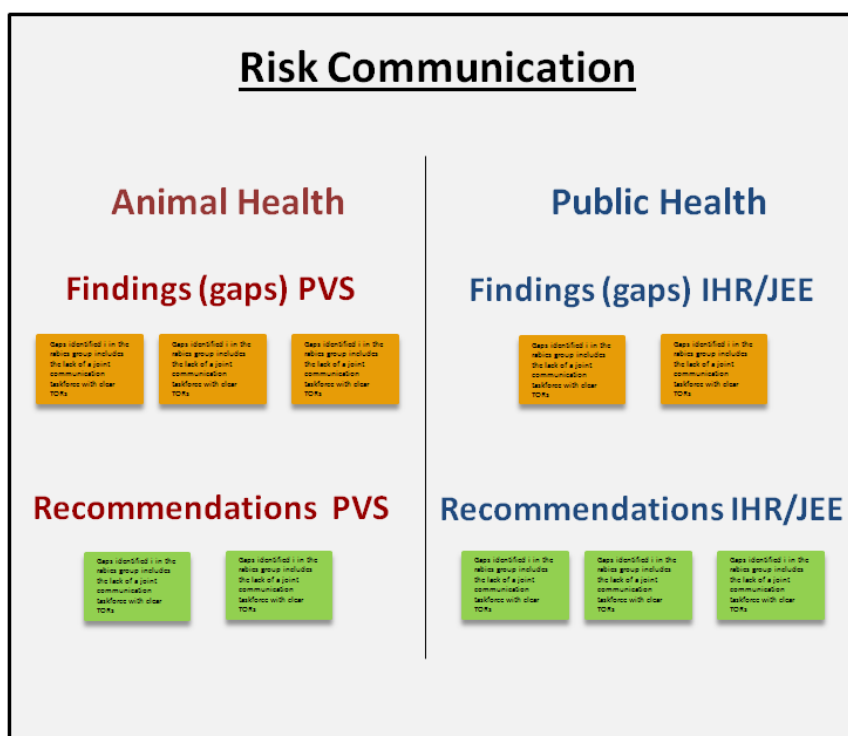 Risk Communication
Animal Health
Findings (gaps) PVS
Gaps identified i in the
rabies group includes
the lack of a joint
communication
taskforce with clear
TORs
Gaps identified i in the
rabies group includes
the lack of a joint
communication
taskforce with clear
TORs
Gaps identified i in the
rabies group includes
the lack of a joint
communication
taskforce with clear
TORs
Recommendations PVS
Gaps identified i in the
rabies group includes
the lack of a joint
communication
taskforce with clear
TORs
Gaps identified i in the
rabies group includes
the lack of a joint
communication
taskforce with clear
TORs
Public Health
Findings (gaps) IHR/JEE
Gaps identified i in the
rabies group includes
the lack of a joint
communication
taskforce with clear
TORs
Gaps identified i in the
rabies group includes
the lack of a joint
communication
taskforce with clear
TORs
Recommendations IHR/JEE
Gaps identified i in the
rabies group includes
the lack of a joint
communication
taskforce with clear
TORs
Gaps identified i in the
rabies group includes
the lack of a joint
communication
taskforce with clear
TORs
Gaps identified i in the
rabies group includes
the lack of a joint
communication
taskforce with clear
TORs